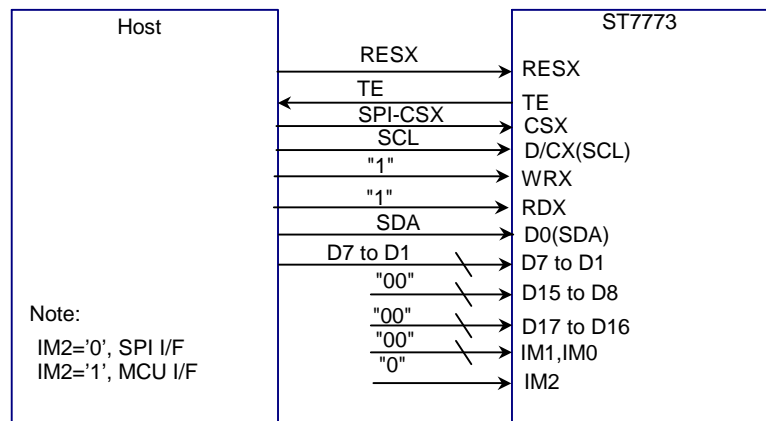 Host
ST7773
RESX
RESX
TE
TE
SPI-CSX
CSX
SCL
D/CX(SCL)
"1"
WRX
"1"
RDX
SDA
D0(SDA)
D7 to D1
D7 to D1
"00"
D15 to D8
"00"
D17 to D16
"00"
IM1,IM0
"0"
IM2
Note:
IM2='0', SPI I/F
IM2='1', MCU I/F